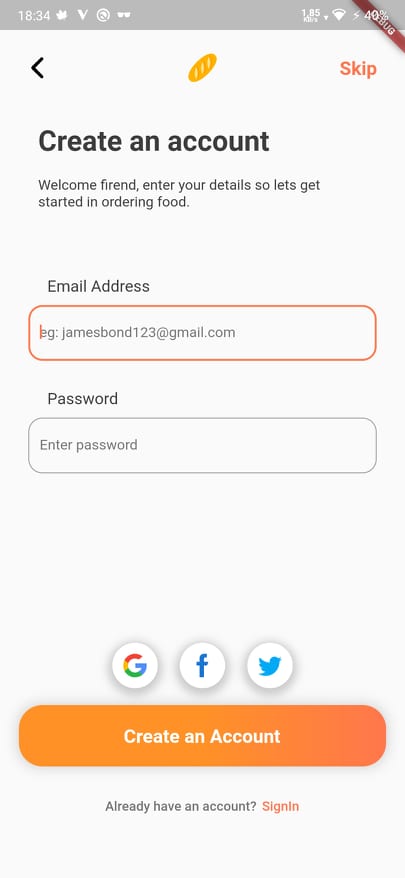 18:34
1.85
KB/s
40%
Skip
Create an account
Welcome firend, enter your details so lets get
started in ordering food.
Email Address
eg: jamesbond123@gmail.com
Password
Enter password
Create an Account
Already have an account? SignIn